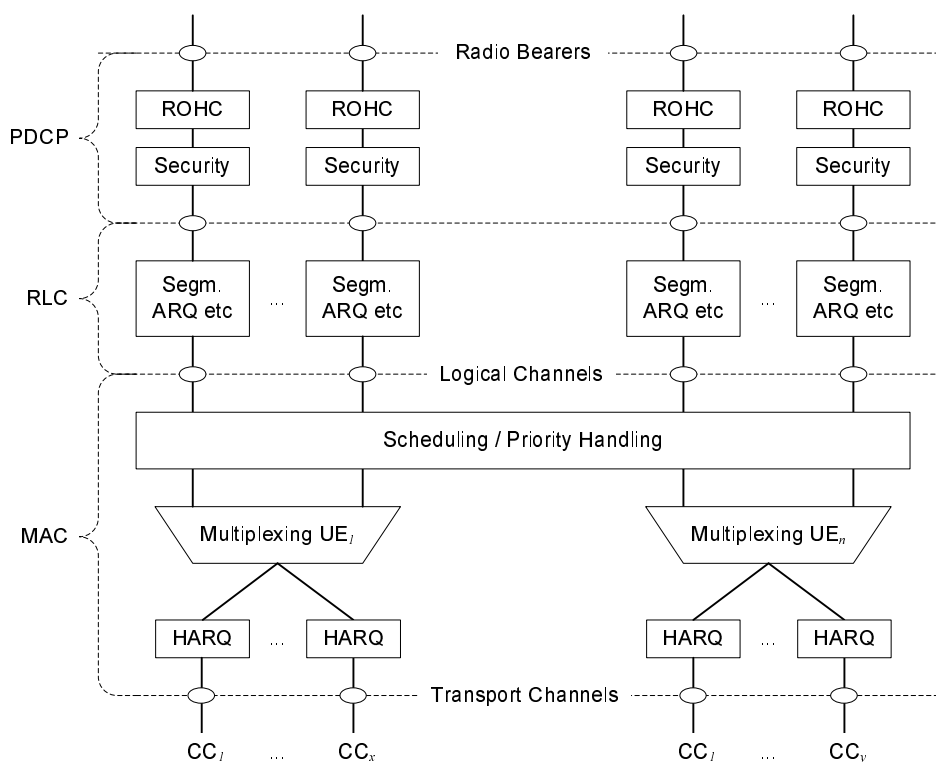 Radio Bearers
ROHC ROHC ROHC ROHC
PDCP
Security Security Security Security
RLC
Segm. ARQ etc ... Segm. ARQ etc Segm. ARQ etc ... Segm. ARQ etc
Logical Channels
Scheduling / Priority Handling
MAC
Multiplexing UE1 Multiplexing UEn
HARQ ... HARQ HARQ ... HARQ
Transport Channels
CC1 ... CCx CC1 ... CCy